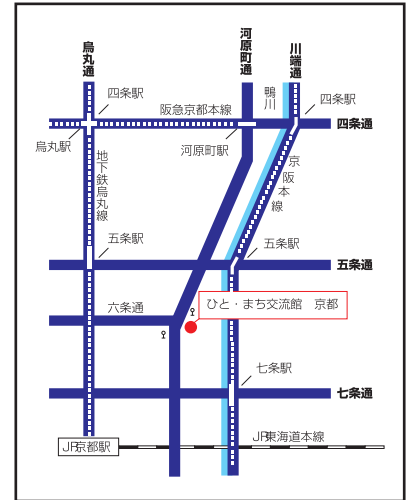 烏丸通
河原町通
川端通
四条駅
鴨川
四条駅
阪急京都本線
四条通
烏丸駅
河原町駅
地下鉄烏丸線
京阪本線
五条駅
五条駅
五条通
六条通
ひと・まち交流館　京都
七条駅
七条通
JR京都駅
JR東海道本線